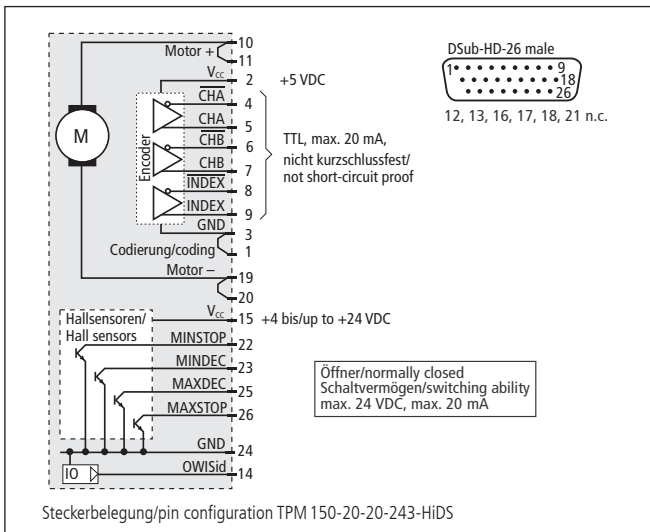 Motor +
10
11
V_CC
2
+5 VDC
C̅H̅A̅
4
CHA
5
C̅H̅B̅
6
CHB
7
I̅N̅D̅E̅X̅
8
INDEX
9
GND
3
Codierung/coding
1
Motor –
19
20
M
Encoder
TTL, max. 20 mA,
nicht kurzschlussfest/
not short-circuit proof
DSub-HD-26 male
1
9
18
26
12, 13, 16, 17, 18, 21 n.c.
Hallsensoren/
Hall sensors
V_CC
15
+4 bis/up to +24 VDC
MINSTOP
22
MINDEC
23
MAXDEC
25
MAXSTOP
26
GND
24
IO
OWISid
14
Öffner/normally closed
Schaltvermögen/switching ability
max. 24 VDC, max. 20 mA
Steckerbelegung/pin configuration TPM 150-20-20-243-HiDS